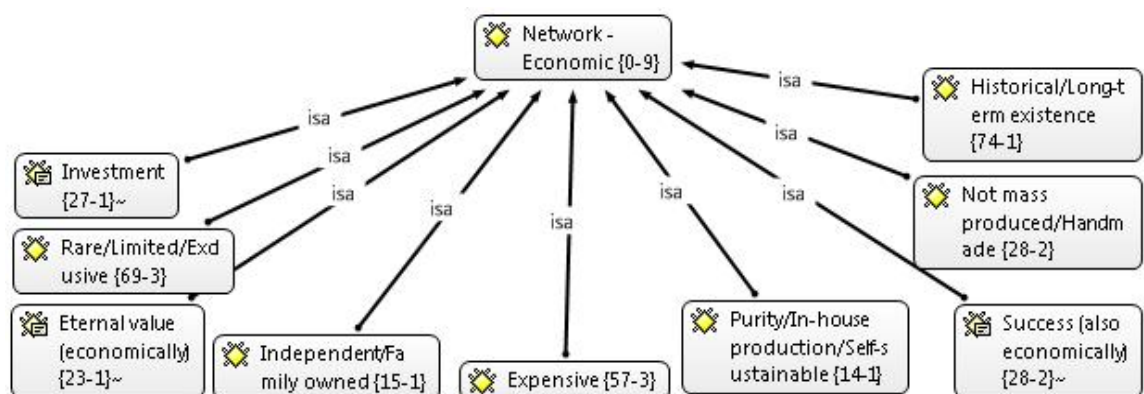 Network -
Economic {0-9}
isa
isa
isa
isa
isa
isa
isa
isa
isa
Historical/Long-t
erm existence
{74-1}
Investment
{27-1}~
Not mass
produced/Handm
ade {28-2}
Rare/Limited/Excl
usive {69-3}
Eternal value
(economically)
{23-1}~
Independent/Fa
mily owned {15-1}
Expensive {57-3}
Purity/In-house
production/Self-s
ustainable {14-1}
Success (also
economically)
{28-2}~